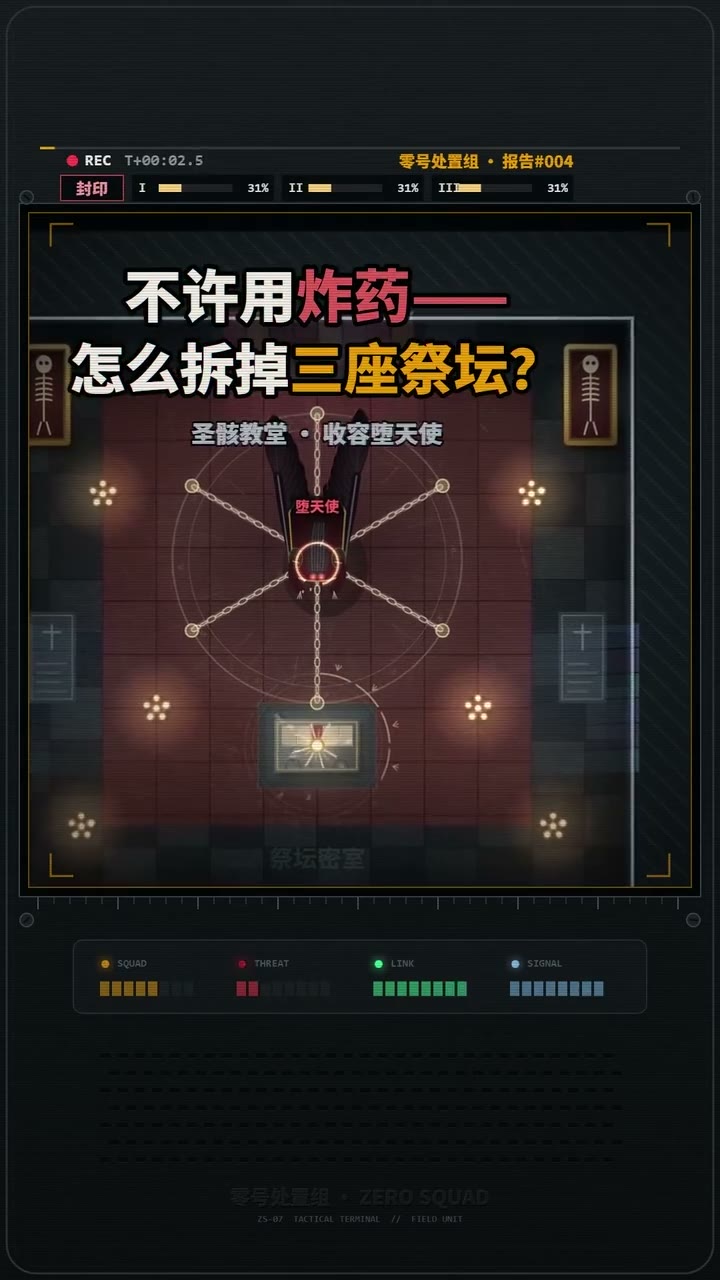 REC T+00:02.5 零号处置组 · 报告#004
封印 I 31% II 31% III 31%
不许用炸药——
怎么拆掉三座祭坛？
圣骸教堂 · 收容堕天使
堕天使
祭坛密室
SQUAD THREAT LINK SIGNAL
零号处置组 · ZERO SQUAD
ZS-07 TACTICAL TERMINAL // FIELD UNIT